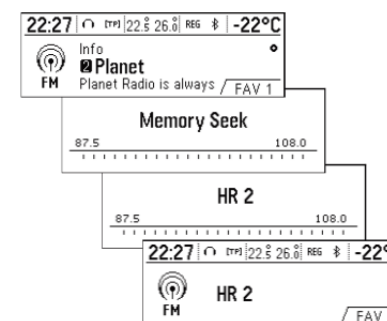 22:27 [TP] 22.5 26.0 REG -22°C
Info
2 Planet
FM Planet Radio is always FAV 1
Memory Seek
87.5 108.0
HR 2
87.5 108.0
22:27 [TP] 22.5 26.0 REG -22°
HR 2
FM FAV